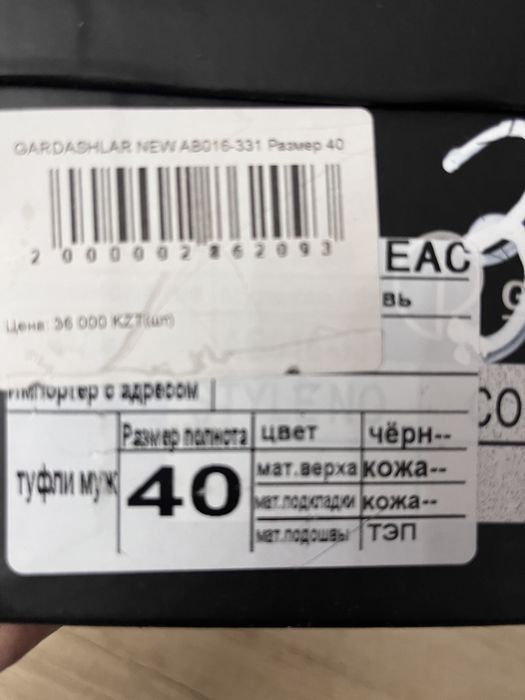 GARDASHLAR NEW AB016-331 Размер 40
2 000002 862093
Цена: 36 000 KZT(шт)
EAC
вь
G
импортер с адресом
CO
туфли муж
Размер полнота
40
цвет чёрн--
мат.верха кожа--
мат.подкладки кожа--
мат.подошвы ТЭП